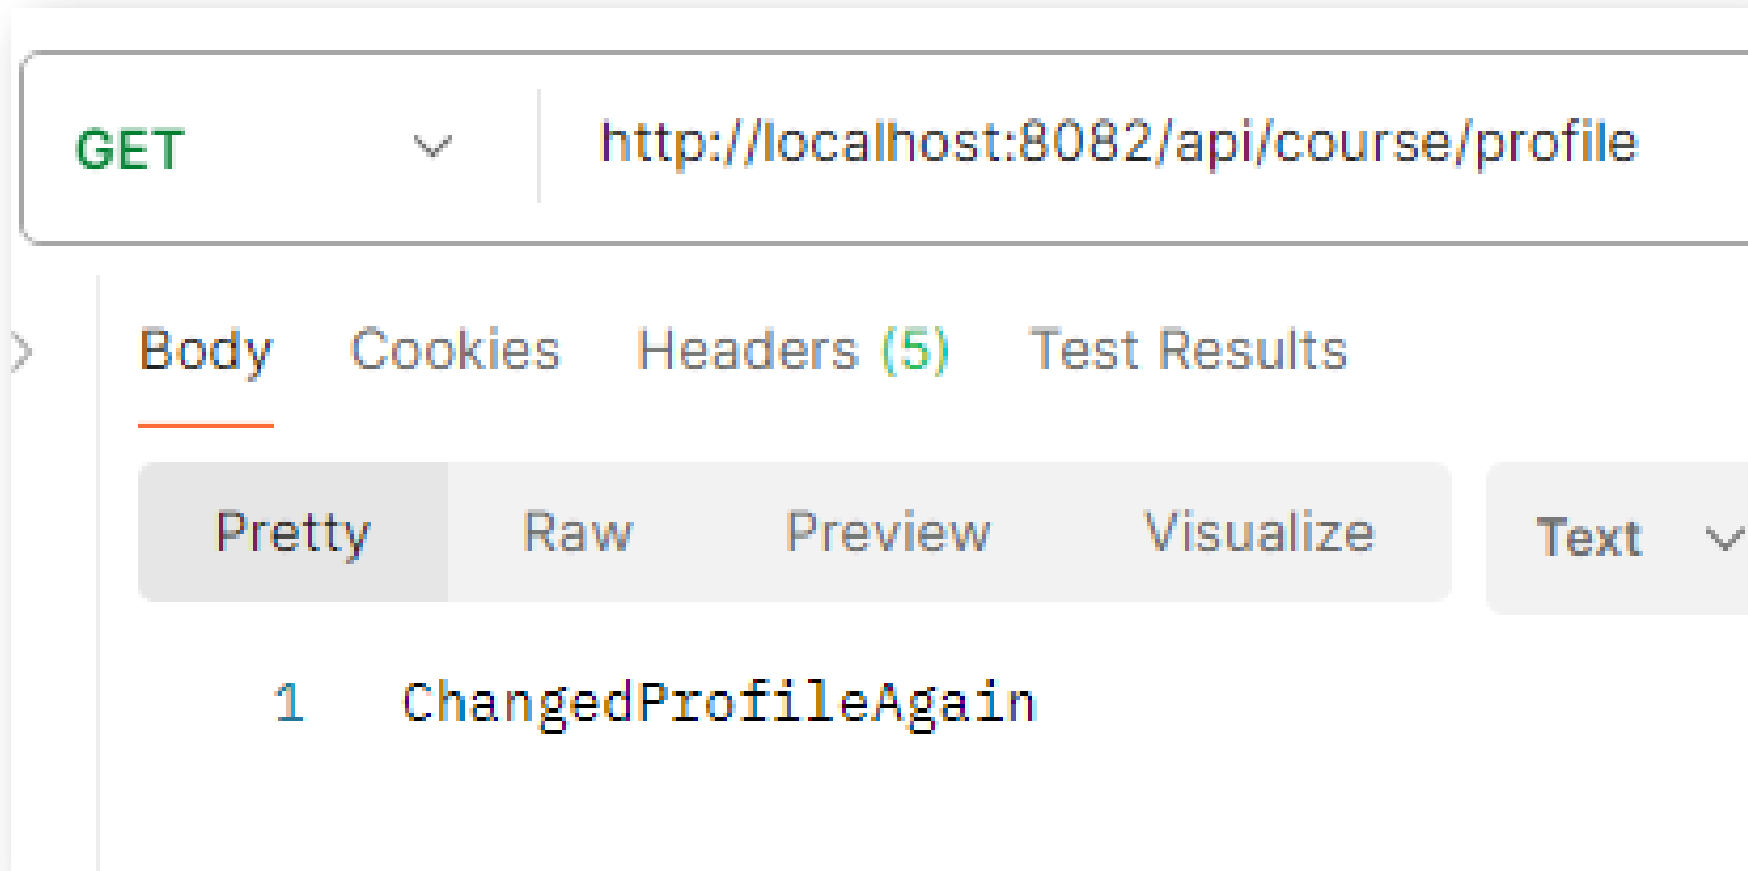 GET http://localhost:8082/api/course/profile
Body Cookies Headers (5) Test Results
Pretty Raw Preview Visualize Text
1 ChangedProfileAgain